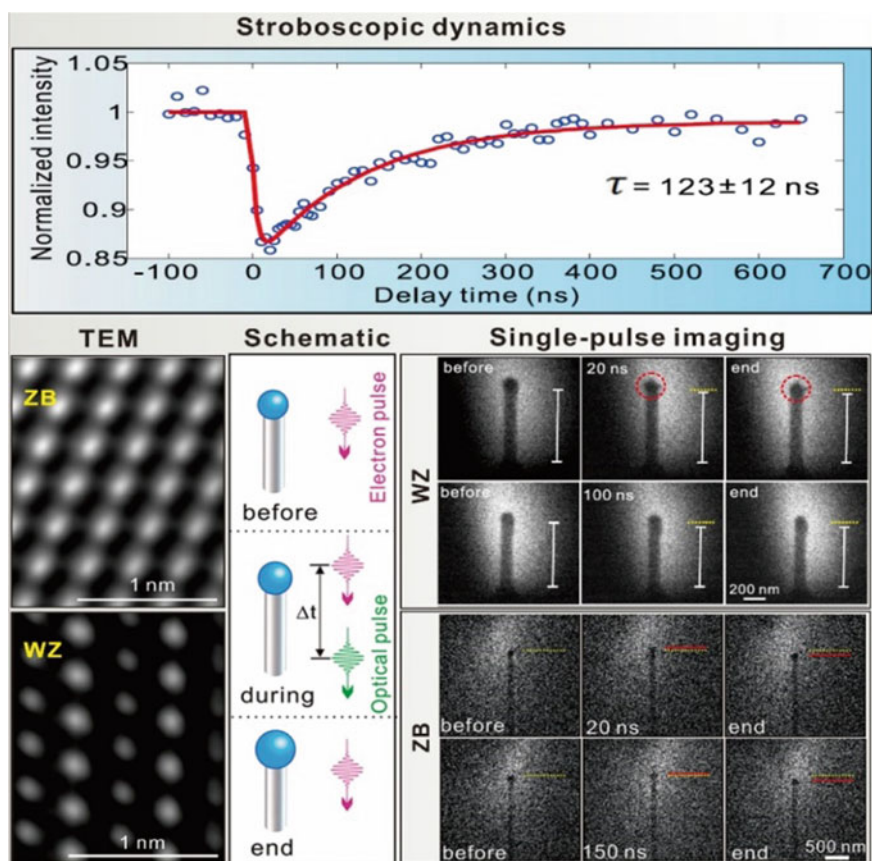 Stroboscopic dynamics
Normalized intensity
1.05
1
0.95
0.9
0.85
τ = 123±12 ns
-100 0 100 200 300 400 500 600 700
Delay time (ns)
TEM
ZB
1 nm
WZ
1 nm
Schematic
Electron pulse
before
Δt
Optical pulse
during
end
Single-pulse imaging
WZ
before 20 ns end
before 100 ns end
200 nm
ZB
before 20 ns end
before 150 ns end
500 nm